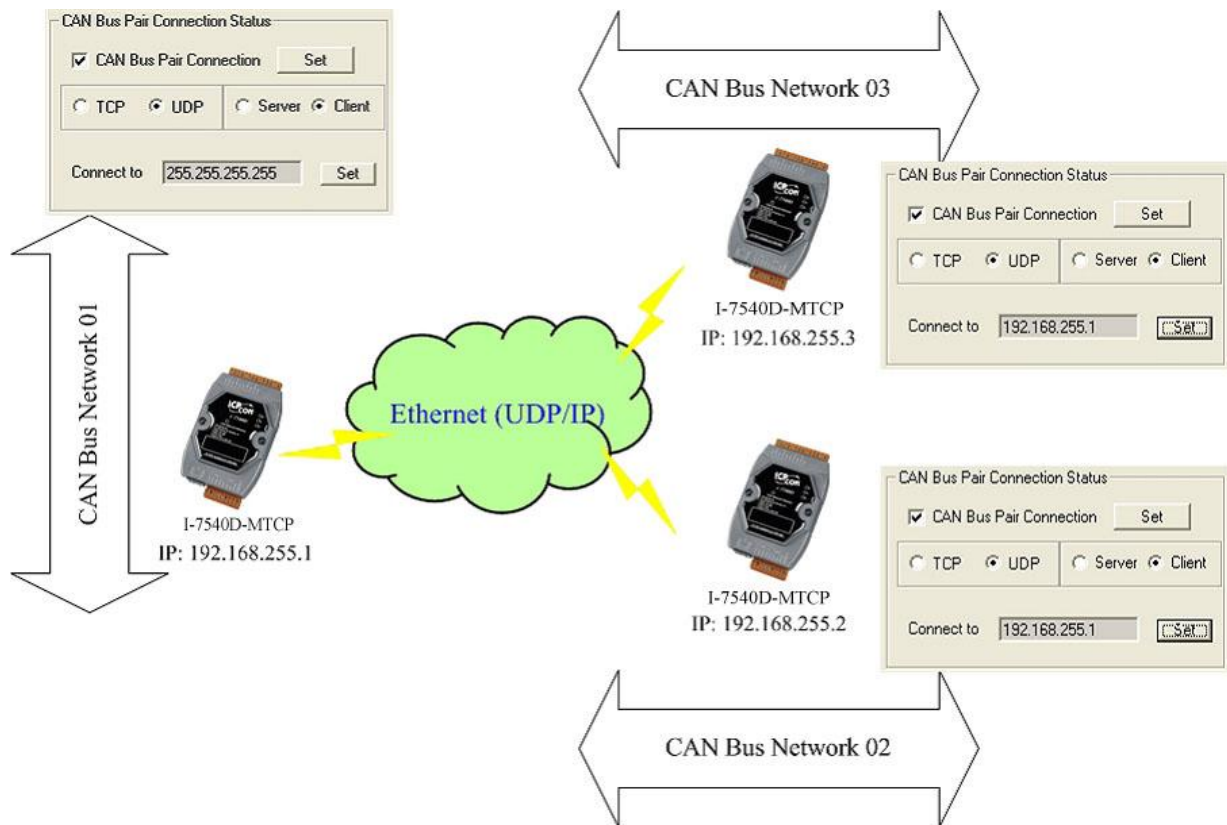 CAN Bus Pair Connection Status
CAN Bus Pair Connection Set
TCP UDP Server Client
Connect to 255.255.255.255 Set
CAN Bus Network 03
CAN Bus Pair Connection Status
CAN Bus Pair Connection Set
TCP UDP Server Client
Connect to 192.168.255.1 Set
I-7540D-MTCP
IP: 192.168.255.3
CAN Bus Network 01
Ethernet (UDP/IP)
ICP
CON
I-7540D-MTCP
IP: 192.168.255.1
CAN Bus Pair Connection Status
CAN Bus Pair Connection Set
TCP UDP Server Client
Connect to 192.168.255.1 Set
I-7540D-MTCP
IP: 192.168.255.2
CAN Bus Network 02